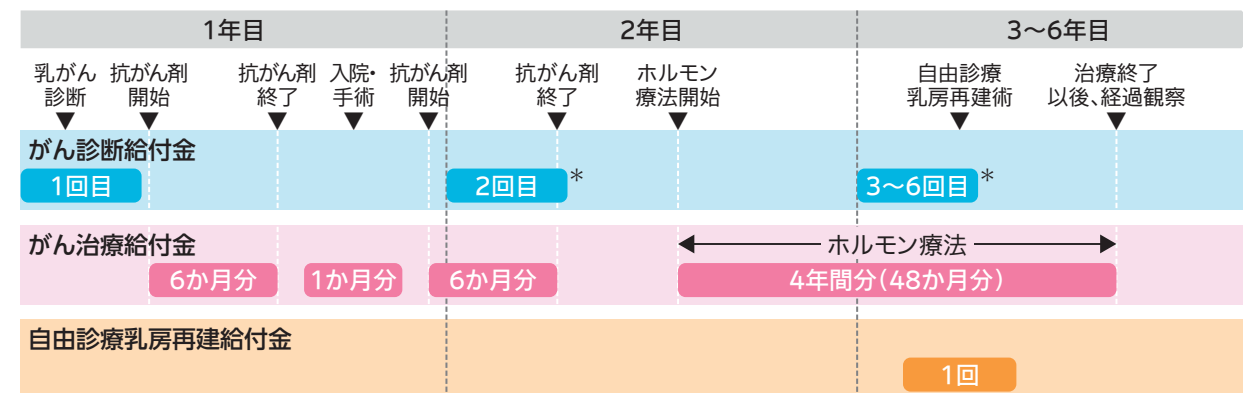 1年目 2年目 3～6年目
乳がん 抗がん剤 抗がん剤 入院・ 抗がん剤 抗がん剤 ホルモン 自由診療 治療終了
診断 開始 終了 手術 開始 終了 療法開始 乳房再建術 以後、経過観察
がん診断給付金
1回目 2回目＊ 3～6回目＊
がん治療給付金
ホルモン療法
6か月分 1か月分 6か月分 4年間分（48か月分）
自由診療乳房再建給付金
1回